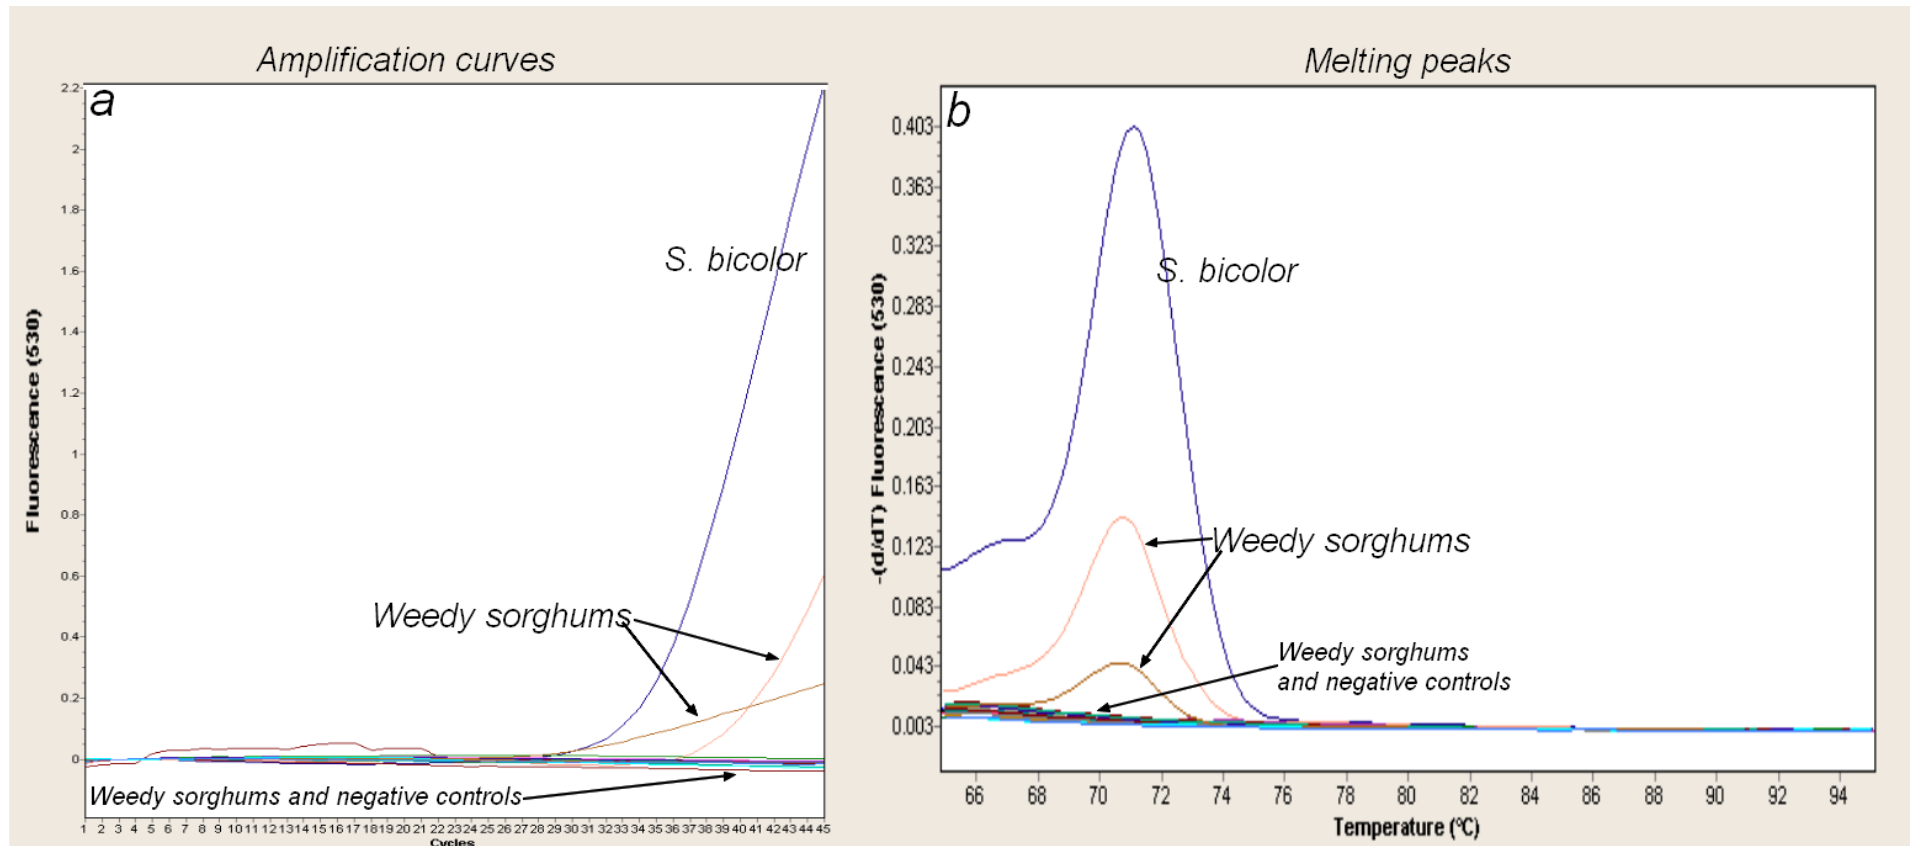 Amplification curves
a
2.2
2
1.8
1.6
1.4
1.2
1
0.8
0.6
0.4
0.2
0
Fluorescence (530)
S. bicolor
Weedy sorghums
Weedy sorghums and negative controls
1 2 3 4 5 6 7 8 9 10 11 12 13 14 15 16 17 18 19 20 21 22 23 24 25 26 27 28 29 30 31 32 33 34 35 36 37 38 39 40 41 42 43 44 45
Cycles
Melting peaks
b
0.403
0.363
0.323
0.283
0.243
0.203
0.163
0.123
0.083
0.043
0.003
-(d/dT) Fluorescence (530)
S. bicolor
Weedy sorghums
Weedy sorghums
and negative controls
66 68 70 72 74 76 78 80 82 84 86 88 90 92 94
Temperature (ºC)